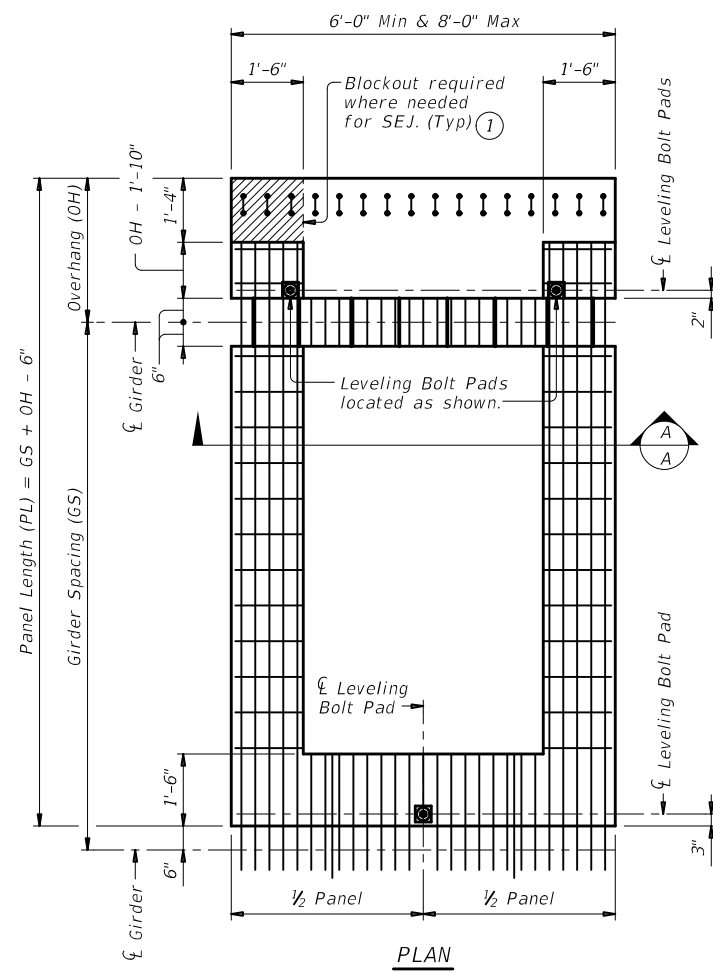 6'-0" Min & 8'-0" Max
1'-6"
1'-6"
Blockout required
where needed
for SEJ. (Typ) 1
℄ Leveling Bolt Pads
OH - 1'-10"
1'-4"
Overhang (OH)
2"
℄ Girder
6"
Leveling Bolt Pads
located as shown.
A
A
Panel Length (PL) = GS + OH - 6"
Girder Spacing (GS)
℄ Leveling
Bolt Pad
℄ Leveling Bolt Pad
1'-6"
6"
3"
℄ Girder
½ Panel
½ Panel
PLAN